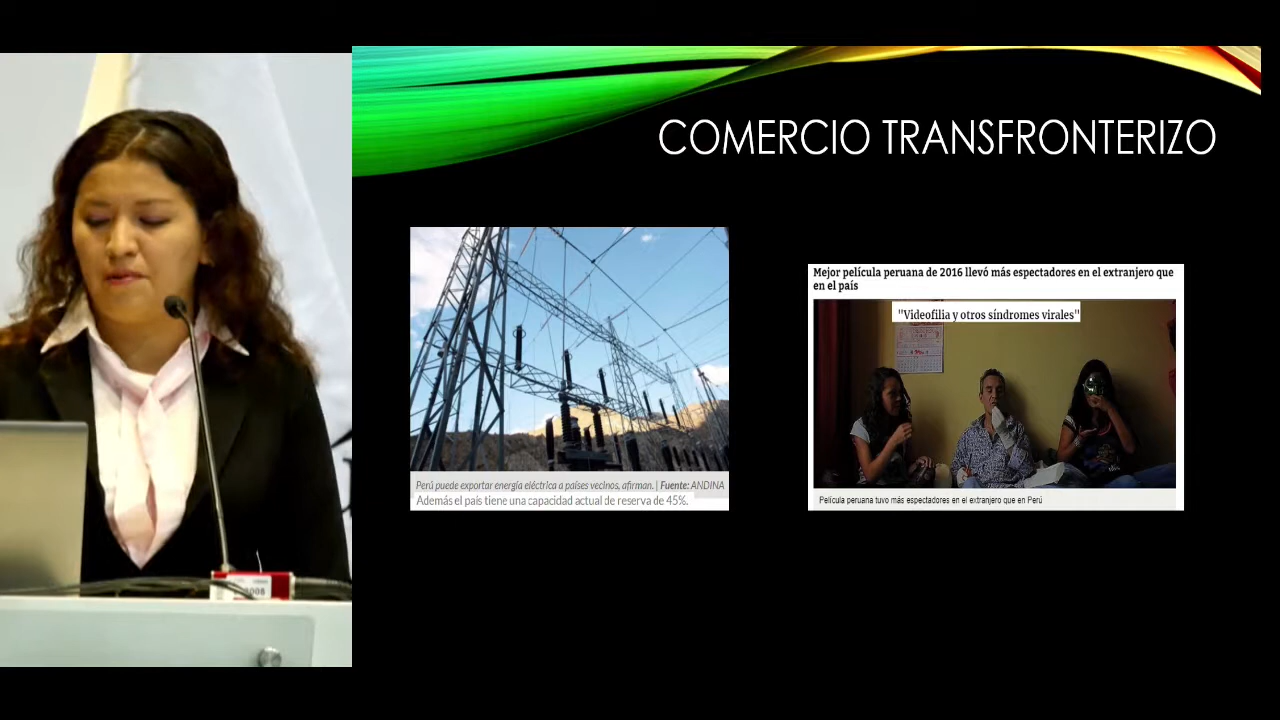 COMERCIO TRANSFRONTERIZO
Perú puede exportar energía eléctrica a países vecinos, afirman. | Fuente: ANDINA
Además el país tiene una capacidad actual de reserva de 45%.
Mejor película peruana de 2016 llevó más espectadores en el extranjero que
en el país
"Videofilia y otros síndromes virales"
Película peruana tuvo más espectadores en el extranjero que en Perú